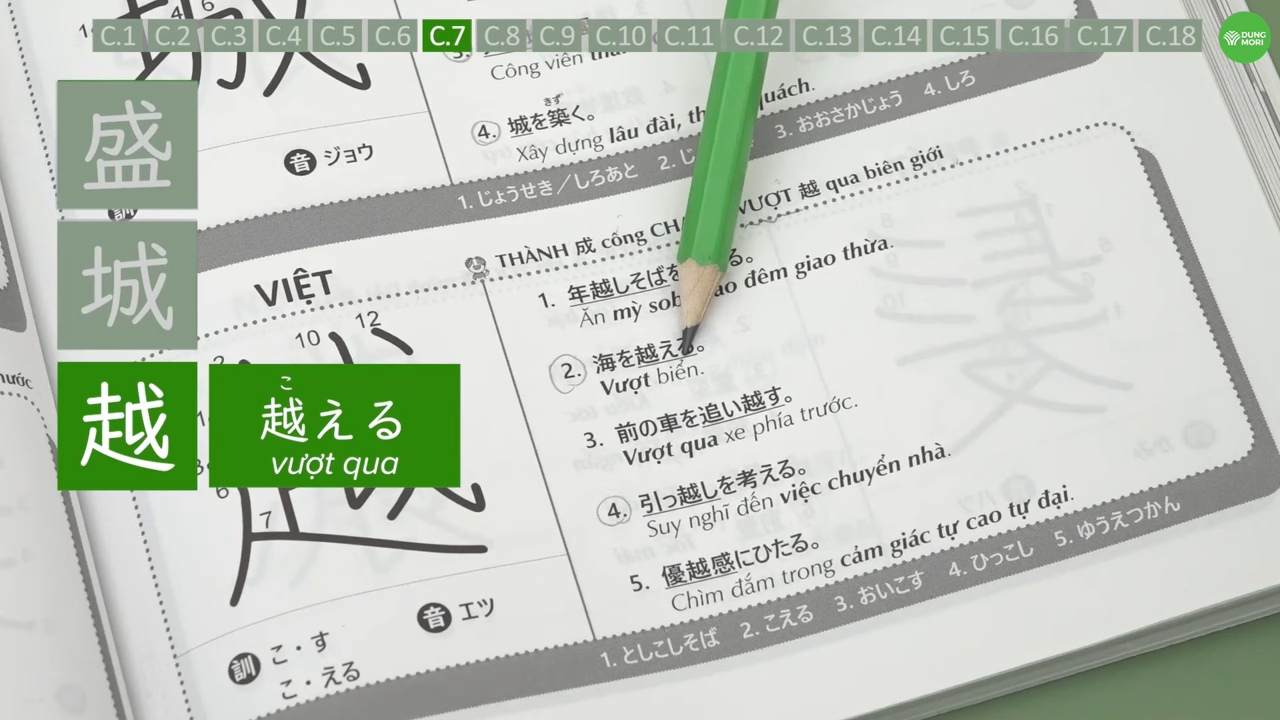 C.1 C.2 C.3 C.4 C.5 C.6 C.7 C.8 C.9 C.10 C.11 C.12 C.13 C.14 C.15 C.16 C.17 C.18
DUNG MORI
盛
城
越
こ
越える
vượt qua
音 ジョウ
Công viên
きず
4. 城を築く。
Xây dựng lâu đài, quách.
1. じょうせき／しろあと 2. 3. おおさかじょう 4. しろ
VIỆT
THÀNH 成 công VƯỢT 越 qua biên giới
10 12
6
7
音 エツ
訓 こ・す
こ・える
1. 年越しそばを る。
Ăn mỳ đêm giao thừa.
2. 海を越える。
Vượt biển.
3. 前の車を追い越す。
Vượt qua xe phía trước.
4. 引っ越しを考える。
Suy nghĩ đến việc chuyển nhà.
5. 優越感にひたる。
Chìm đắm trong cảm giác tự cao tự đại.
1. としこしそば 2. こえる 3. おいこす 4. ひっこし 5. ゆうえつかん